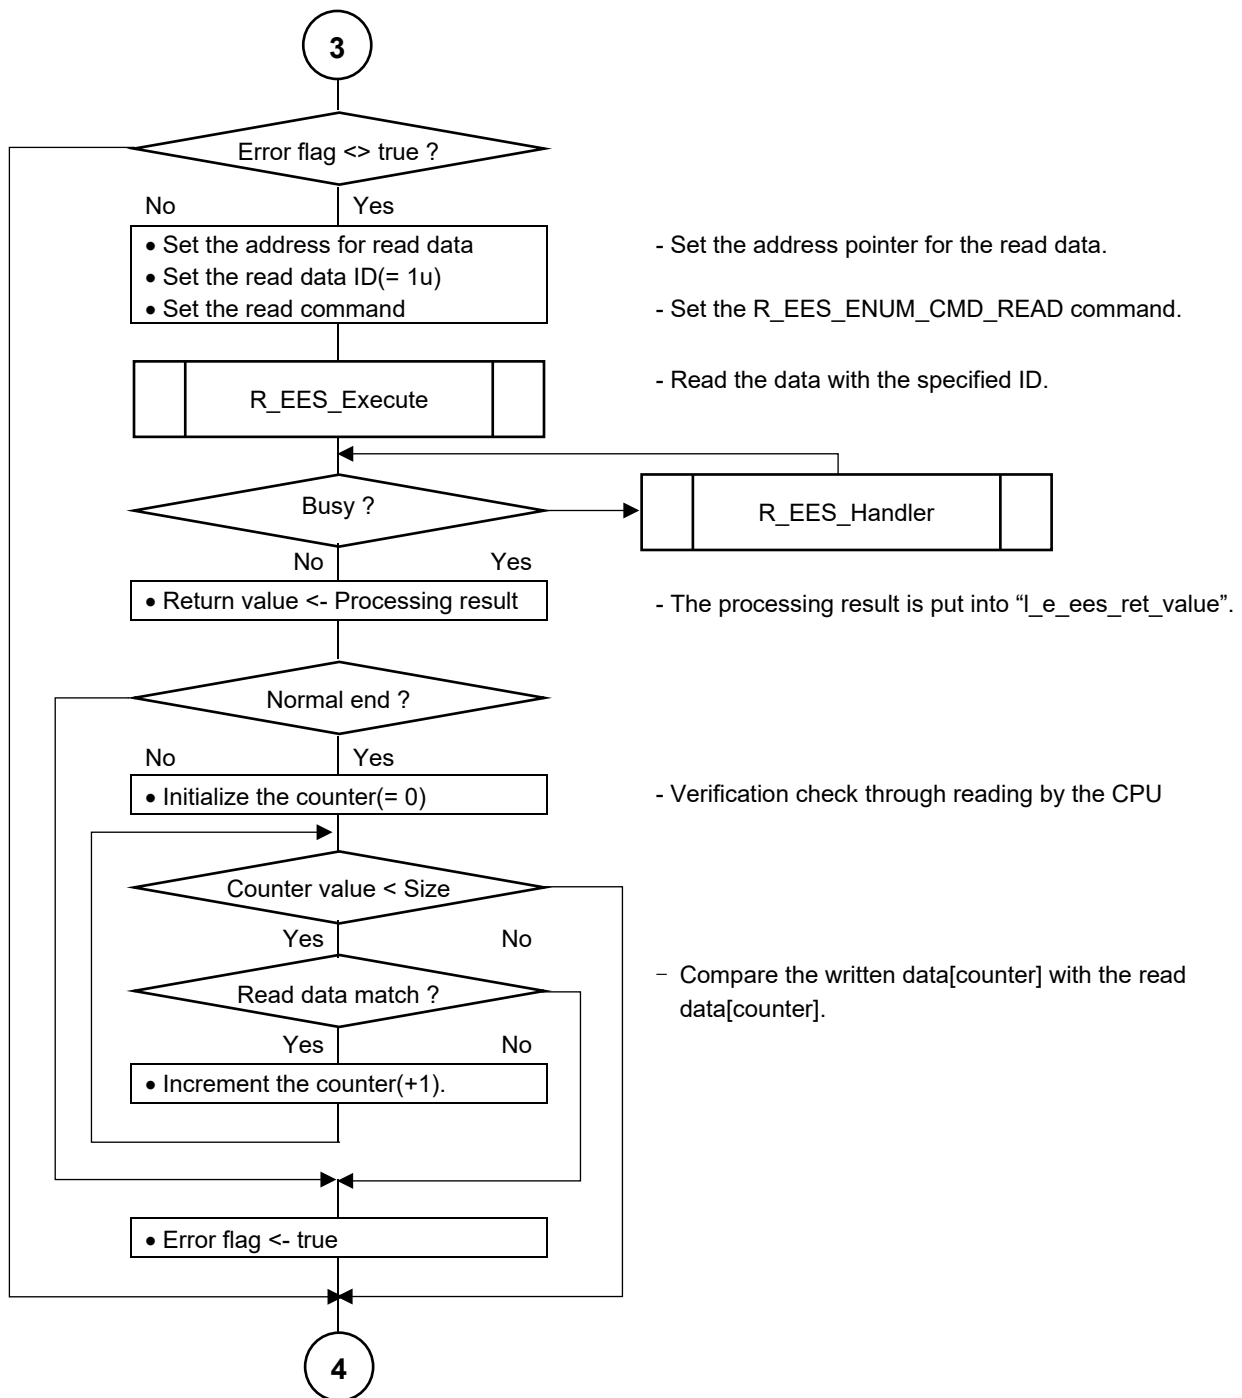 3
Error flag <> true ?
No
Yes
• Set the address for read data
- Set the address pointer for the read data.
• Set the read data ID(= 1u)
• Set the read command
- Set the R_EES_ENUM_CMD_READ command.
- Read the data with the specified ID.
R_EES_Execute
Busy ?
R_EES_Handler
No
Yes
• Return value <- Processing result
- The processing result is put into “l_e_ees_ret_value”.
Normal end ?
No
Yes
• Initialize the counter(= 0)
- Verification check through reading by the CPU
Counter value < Size
Yes
No
Read data match ?
- Compare the written data[counter] with the read
data[counter].
Yes
No
• Increment the counter(+1).
• Error flag <- true
4